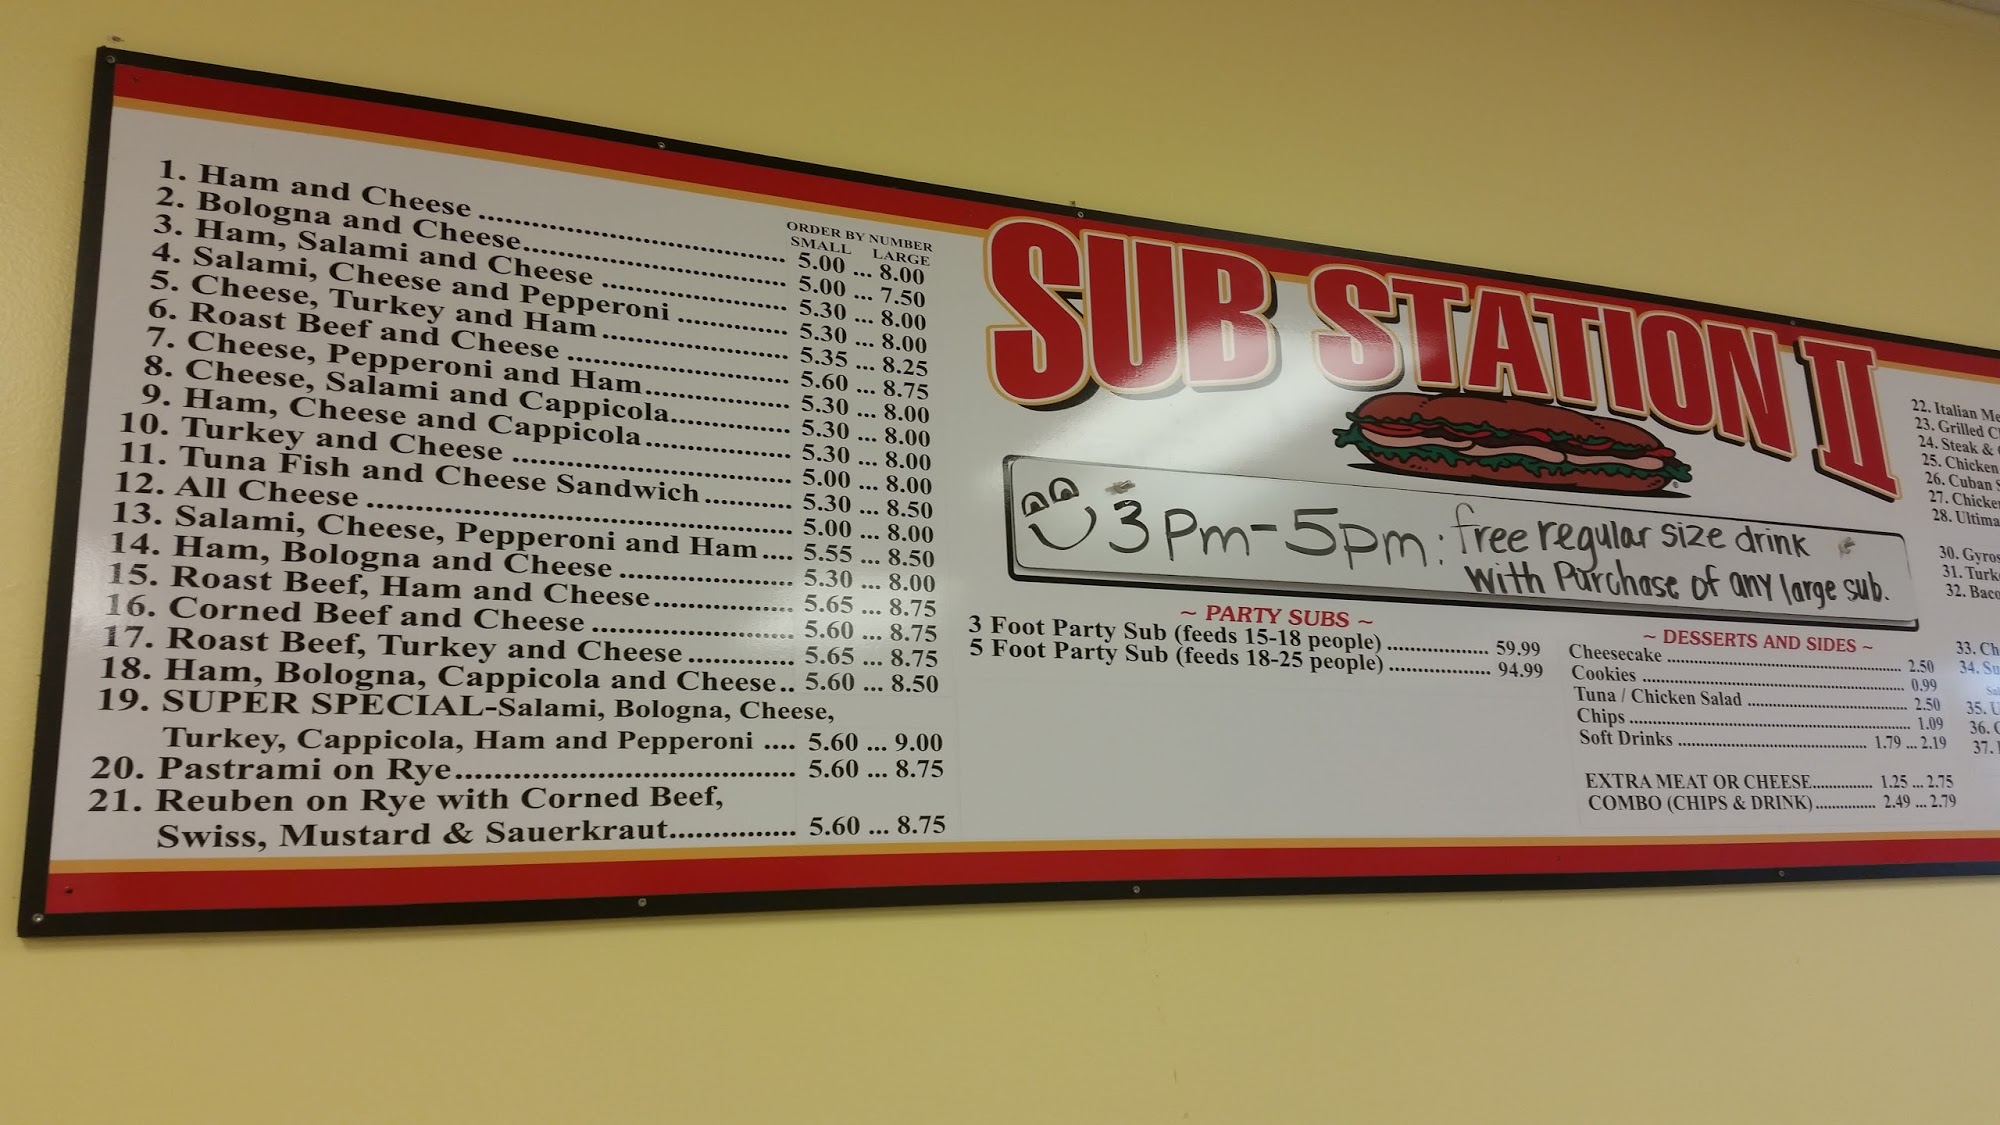 ORDER BY NUMBER
SMALL LARGE
1. Ham and Cheese ........ 5.00 ... 8.00
2. Bologna and Cheese ........ 5.00 ... 7.50
3. Ham, Salami and Cheese ........ 5.30 ... 8.00
4. Salami, Cheese and Pepperoni ........ 5.30 ... 8.00
5. Cheese, Turkey and Ham ........ 5.35 ... 8.25
6. Roast Beef and Cheese ........ 5.60 ... 8.75
7. Cheese, Pepperoni and Ham ........ 5.30 ... 8.00
8. Cheese, Salami and Cappicola ........ 5.30 ... 8.00
9. Ham, Cheese and Cappicola ........ 5.30 ... 8.00
10. Turkey and Cheese ........ 5.00 ... 8.00
11. Tuna Fish and Cheese Sandwich ........ 5.30 ... 8.50
12. All Cheese ........ 5.00 ... 8.00
13. Salami, Cheese, Pepperoni and Ham .... 5.55 ... 8.50
14. Ham, Bologna and Cheese ........ 5.30 ... 8.00
15. Roast Beef, Ham and Cheese ........ 5.65 ... 8.75
16. Corned Beef and Cheese ........ 5.60 ... 8.75
17. Roast Beef, Turkey and Cheese ........ 5.65 ... 8.75
18. Ham, Bologna, Cappicola and Cheese.. 5.60 ... 8.50
19. SUPER SPECIAL-Salami, Bologna, Cheese,
Turkey, Cappicola, Ham and Pepperoni .... 5.60 ... 9.00
20. Pastrami on Rye ........ 5.60 ... 8.75
21. Reuben on Rye with Corned Beef,
Swiss, Mustard & Sauerkraut ........ 5.60 ... 8.75
SUB STATION II
3pm-5pm: free regular size drink
with Purchase of any large sub.
~ PARTY SUBS ~
3 Foot Party Sub (feeds 15-18 people) ........ 59.99
5 Foot Party Sub (feeds 18-25 people) ........ 94.99
~ DESSERTS AND SIDES ~
Cheesecake ........ 2.50
Cookies ........ 0.99
Tuna / Chicken Salad ........ 2.50
Chips ........ 1.09
Soft Drinks ........ 1.79 ... 2.19
EXTRA MEAT OR CHEESE ........ 1.25 ... 2.75
COMBO (CHIPS & DRINK) ........ 2.49 ... 2.79
22. Italian
23. Grilled
24. Steak &
25. Chicken
26. Cuban
27.
28.
30. Gyros
31.
32.
33.
34.
35.
36.
37.